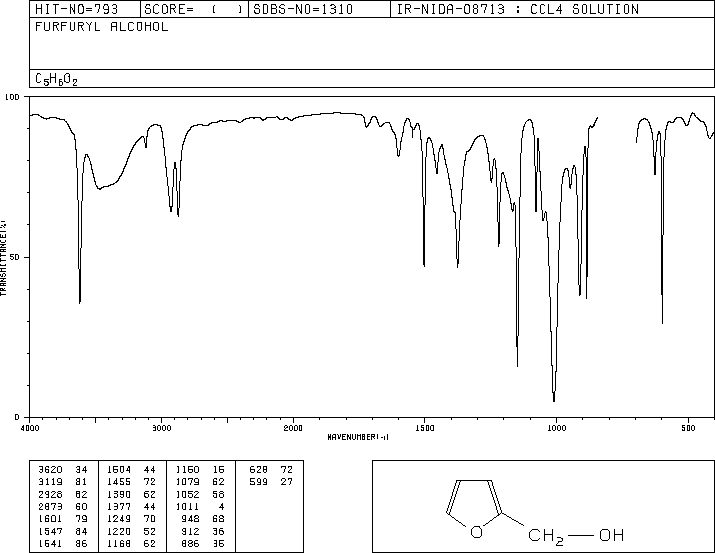 HIT-NO=793 SCORE= ( ) SDBS-NO=1310 IR-NIDA-08713 : CCL4 SOLUTION
FURFURYL ALCOHOL
C5H6O2
100
50
0
TRANSMITTANCE(%)
4000 3000 2000 1500 1000 500
WAVENUMBER(-1)
3620 34 1504 44 1150 16 628 72
3119 81 1455 72 1079 62 599 27
2928 62 1390 62 1052 58
2873 60 1377 44 1011 4
1601 79 1249 70 948 68
1547 84 1220 52 912 36
1541 86 1168 62 886 35
O
CH2 OH